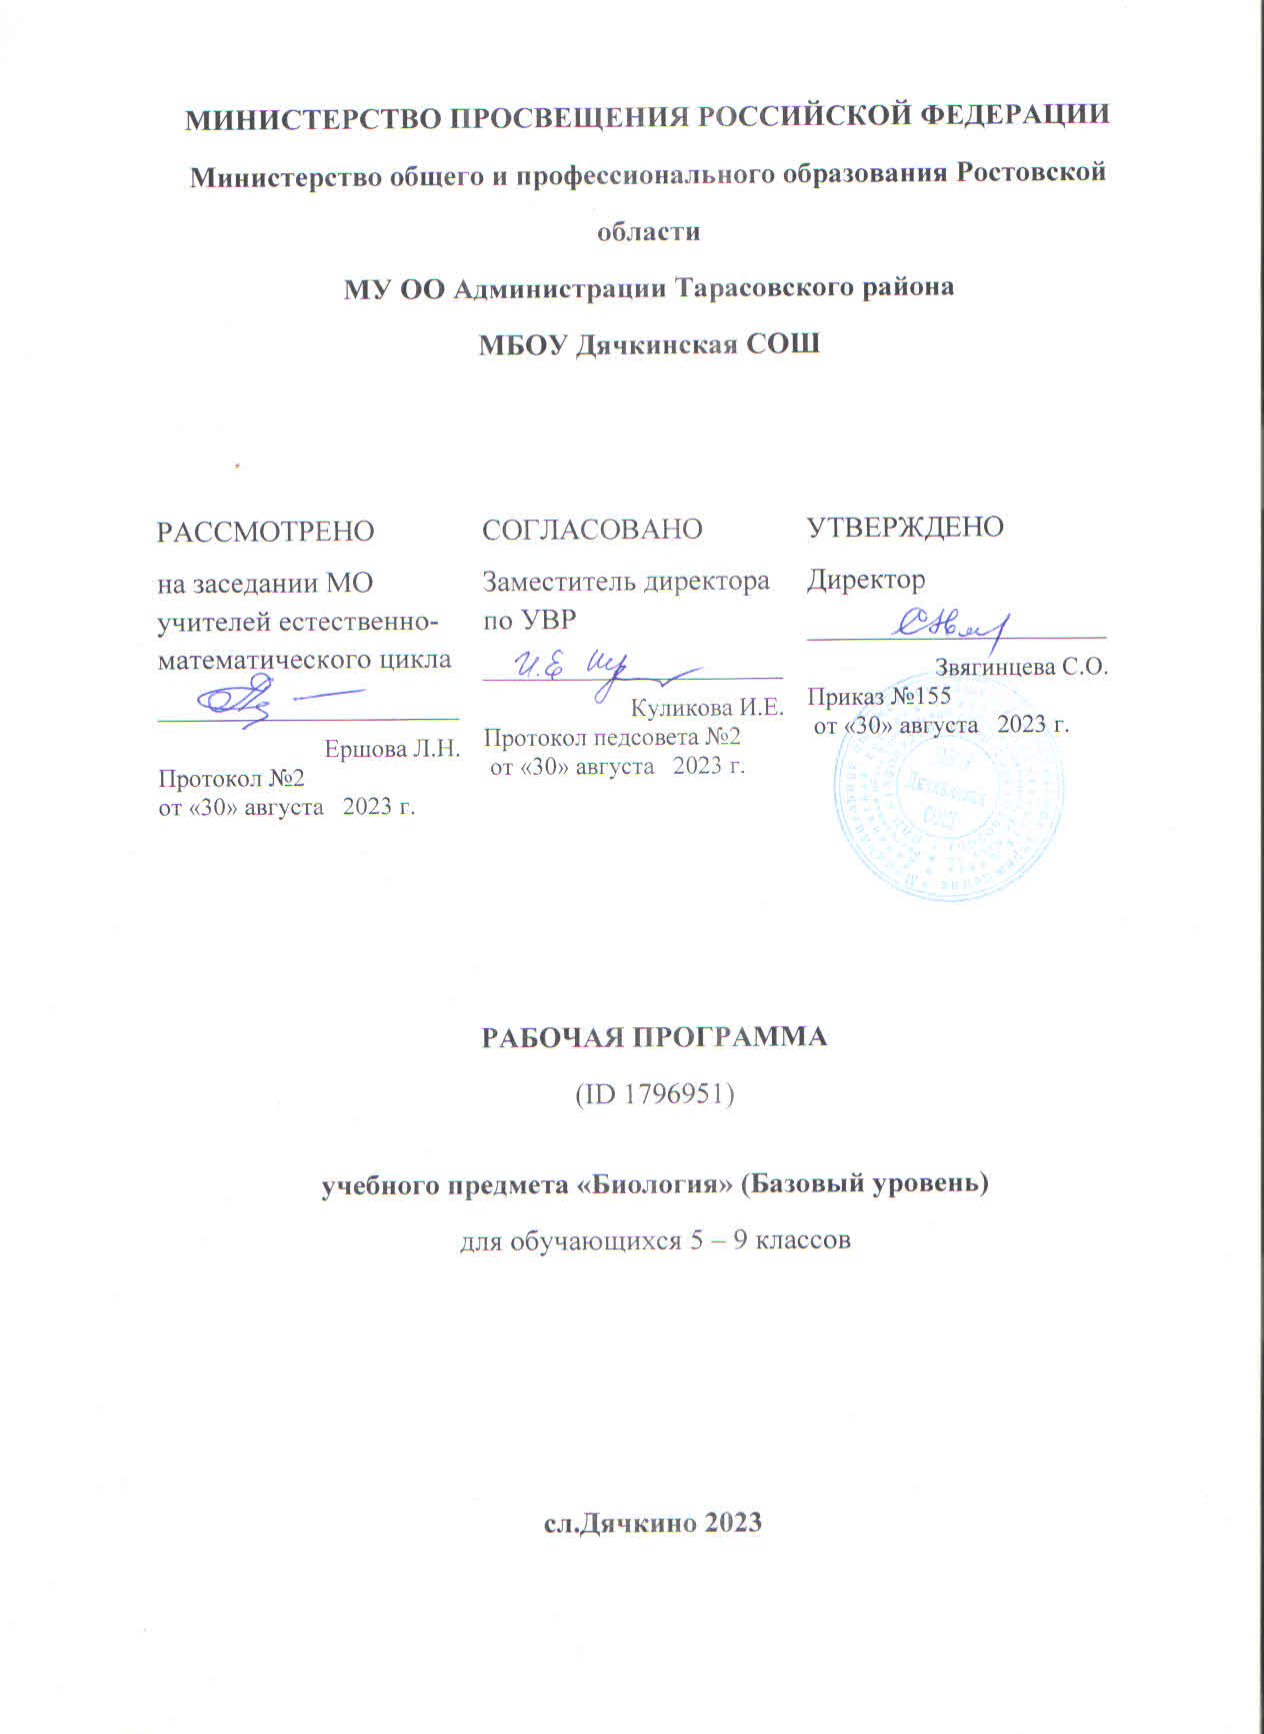 МИНИСТЕРСТВО ПРОСВЕЩЕНИЯ РОССИЙСКОЙ ФЕДЕРАЦИИ
Министерство общего и профессионального образования Ростовской
области
МУ ОО Администрации Тарасовского района
МБОУ Дячкинская СОШ
РАССМОТРЕНО
на заседании МО
учителей естественно-
математического цикла
Ершова Л.Н.
Протокол №2
от «30» августа 2023 г.
СОГЛАСОВАНО
Заместитель директора
по УВР
Куликова И.Е.
Протокол педсовета №2
от «30» августа 2023 г.
УТВЕРЖДЕНО
Директор
Звягинцева С.О.
Приказ №155
от «30» августа 2023 г.
РАБОЧАЯ ПРОГРАММА
(ID 1796951)
учебного предмета «Биология» (Базовый уровень)
для обучающихся 5 – 9 классов
сл.Дячкино 2023